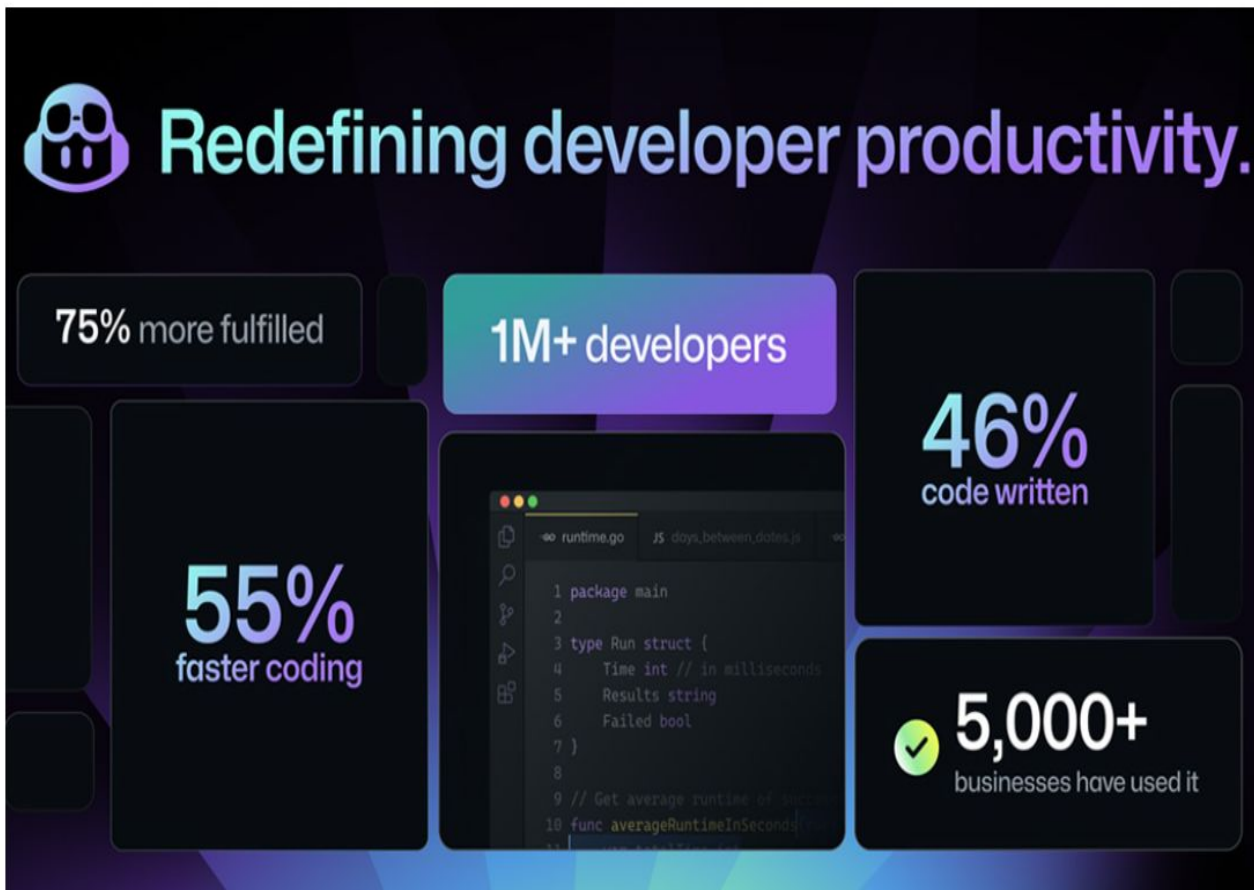 Redefining developer productivity.
75% more fulfilled
1M+ developers
46%
code written
55%
faster coding
runtime.go
JS days_between_dates.js
1 package main
2
3 type Run struct {
4 Time int // in milliseconds
5 Results string
6 Failed bool
7 }
8
9 // Get average runtime of
10 func averageRuntimeInSeconds
11
5,000+
businesses have used it